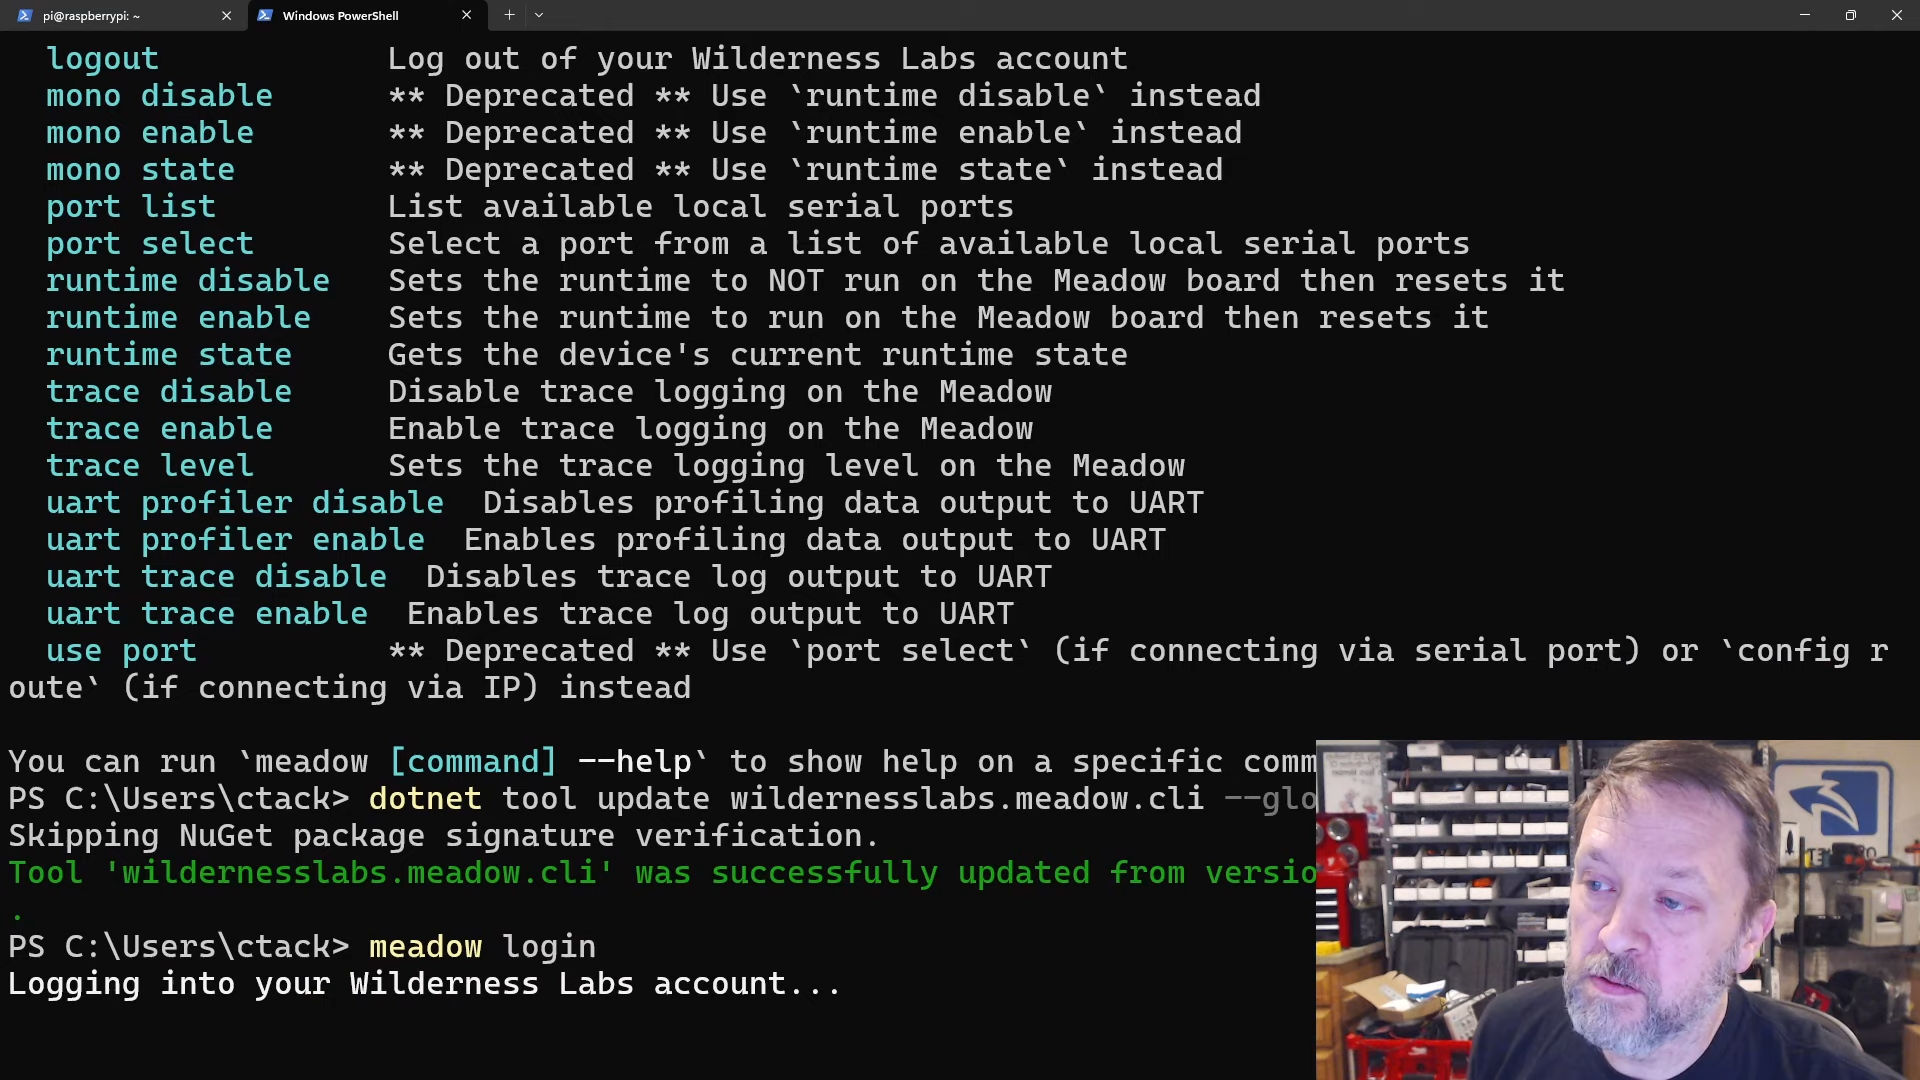 pi@raspberrypi: ~
Windows PowerShell
logout Log out of your Wilderness Labs account
mono disable ** Deprecated ** Use `runtime disable` instead
mono enable ** Deprecated ** Use `runtime enable` instead
mono state ** Deprecated ** Use `runtime state` instead
port list List available local serial ports
port select Select a port from a list of available local serial ports
runtime disable Sets the runtime to NOT run on the Meadow board then resets it
runtime enable Sets the runtime to run on the Meadow board then resets it
runtime state Gets the device's current runtime state
trace disable Disable trace logging on the Meadow
trace enable Enable trace logging on the Meadow
trace level Sets the trace logging level on the Meadow
uart profiler disable Disables profiling data output to UART
uart profiler enable Enables profiling data output to UART
uart trace disable Disables trace log output to UART
uart trace enable Enables trace log output to UART
use port ** Deprecated ** Use `port select` (if connecting via serial port) or `config r
oute` (if connecting via IP) instead
You can run `meadow [command] --help` to show help on a specific comm
PS C:\Users\ctack> dotnet tool update wildernesslabs.meadow.cli --glo
Skipping NuGet package signature verification.
Tool 'wildernesslabs.meadow.cli' was successfully updated from versio
.
PS C:\Users\ctack> meadow login
Logging into your Wilderness Labs account...